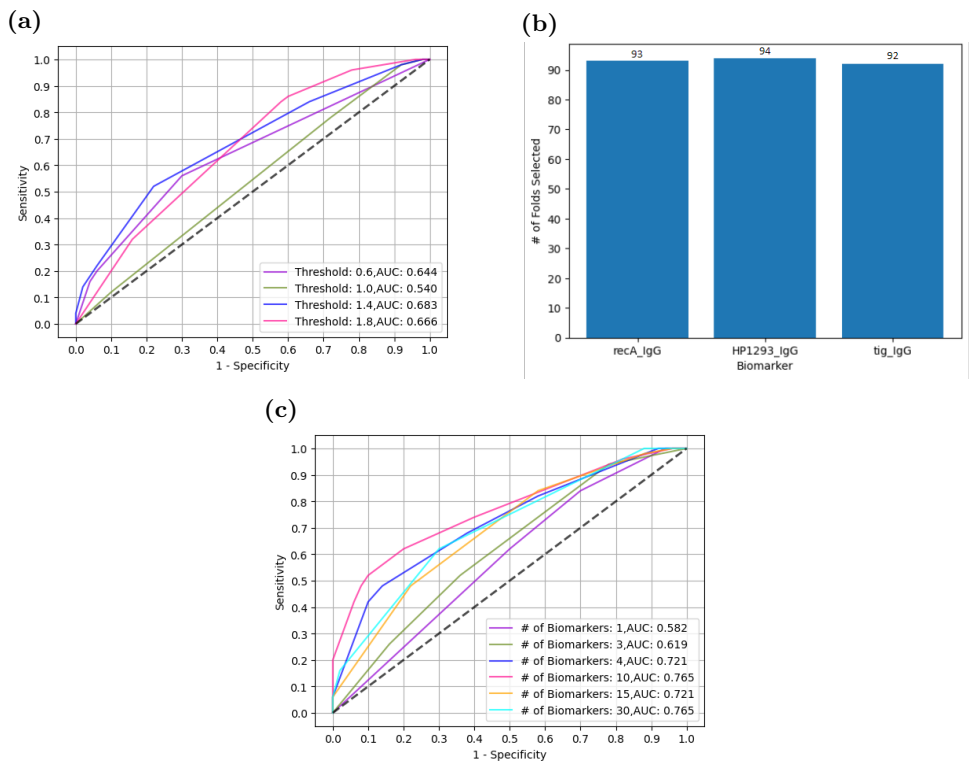 (a)
1.0
0.9
0.8
0.7
0.6
0.5
0.4
0.3
0.2
0.1
0.0
Sensitivity
Threshold: 0.6,AUC: 0.644
Threshold: 1.0,AUC: 0.540
Threshold: 1.4,AUC: 0.683
Threshold: 1.8,AUC: 0.666
0.0 0.1 0.2 0.3 0.4 0.5 0.6 0.7 0.8 0.9 1.0
1 - Specificity
(b)
93 94 92
90
80
70
60
50
40
30
20
10
0
# of Folds Selected
recA_IgG HP1293_IgG tig_IgG
Biomarker
(c)
1.0
0.9
0.8
0.7
0.6
0.5
0.4
0.3
0.2
0.1
0.0
Sensitivity
# of Biomarkers: 1,AUC: 0.582
# of Biomarkers: 3,AUC: 0.619
# of Biomarkers: 4,AUC: 0.721
# of Biomarkers: 10,AUC: 0.765
# of Biomarkers: 15,AUC: 0.721
# of Biomarkers: 30,AUC: 0.765
0.0 0.1 0.2 0.3 0.4 0.5 0.6 0.7 0.8 0.9 1.0
1 - Specificity